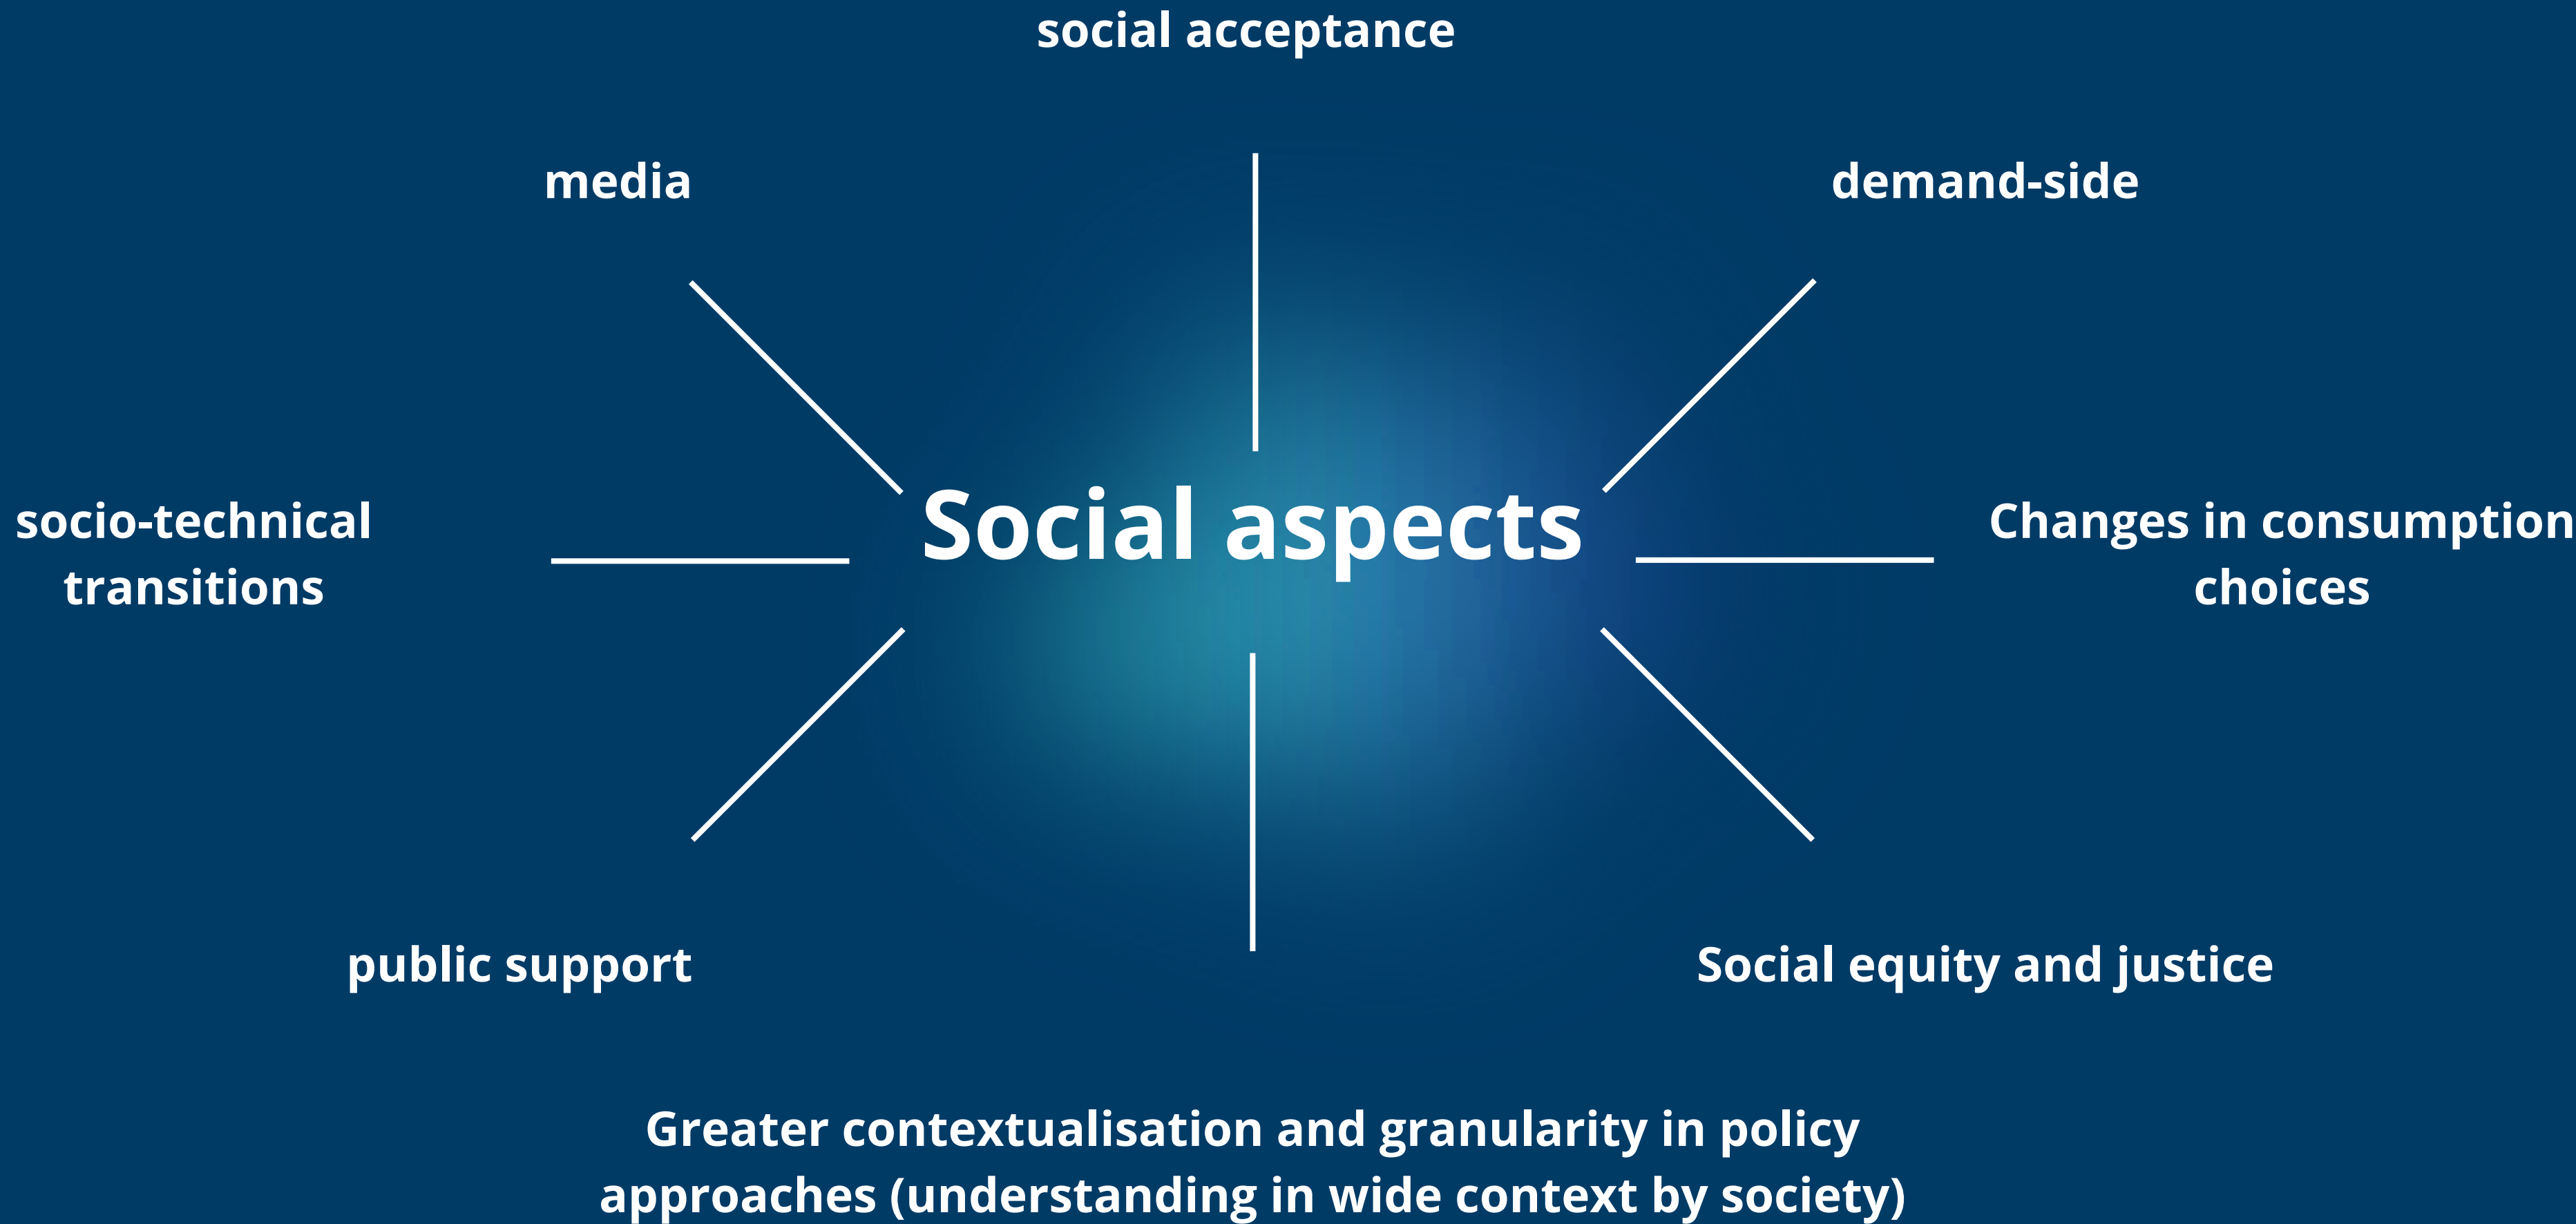 social acceptance
media
demand-side
Social aspects
socio-technical
transitions
Changes in consumption
choices
public support
Social equity and justice
Greater contextualisation and granularity in policy
approaches (understanding in wide context by society)